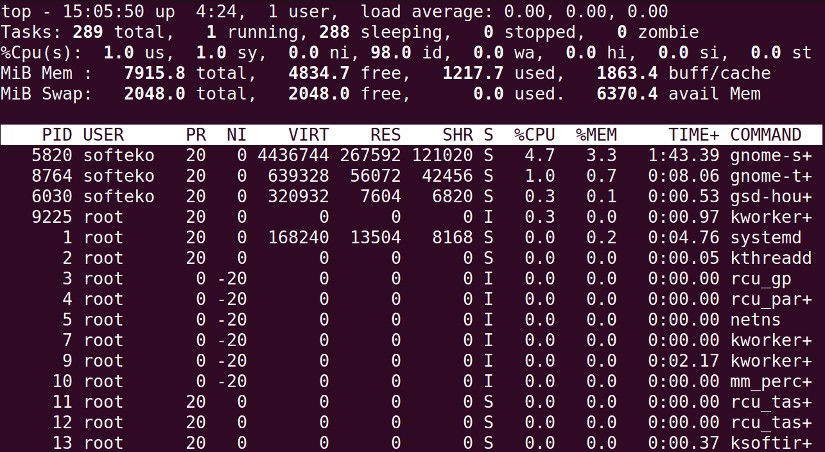 top - 15:05:50 up  4:24,  1 user,  load average: 0.00, 0.00, 0.00
Tasks: 289 total,   1 running, 288 sleeping,   0 stopped,   0 zombie
%Cpu(s):  1.0 us,  1.0 sy,  0.0 ni, 98.0 id,  0.0 wa,  0.0 hi,  0.0 si,  0.0 st
MiB Mem :   7915.8 total,   4834.7 free,   1217.7 used,   1863.4 buff/cache
MiB Swap:   2048.0 total,   2048.0 free,      0.0 used.   6370.4 avail Mem
PID USER      PR  NI    VIRT    RES    SHR S  %CPU  %MEM     TIME+ COMMAND
5820 softeko   20   0 4436744 267592 121020 S   4.7   3.3   1:43.39 gnome-s+
8764 softeko   20   0  639328  56072  42456 S   1.0   0.7   0:08.06 gnome-t+
6030 softeko   20   0  320932   7604   6820 S   0.3   0.1   0:00.53 gsd-hou+
9225 root      20   0       0      0      0 I   0.3   0.0   0:00.97 kworker+
1 root      20   0  168240  13504   8168 S   0.0   0.2   0:04.76 systemd
2 root      20   0       0      0      0 S   0.0   0.0   0:00.05 kthreadd
3 root       0 -20       0      0      0 I   0.0   0.0   0:00.00 rcu_gp
4 root       0 -20       0      0      0 I   0.0   0.0   0:00.00 rcu_par+
5 root       0 -20       0      0      0 I   0.0   0.0   0:00.00 netns
7 root       0 -20       0      0      0 I   0.0   0.0   0:00.00 kworker+
9 root       0 -20       0      0      0 I   0.0   0.0   0:02.17 kworker+
10 root       0 -20       0      0      0 I   0.0   0.0   0:00.00 mm_perc+
11 root      20   0       0      0      0 S   0.0   0.0   0:00.00 rcu_tas+
12 root      20   0       0      0      0 S   0.0   0.0   0:00.00 rcu_tas+
13 root      20   0       0      0      0 S   0.0   0.0   0:00.37 ksoftir+